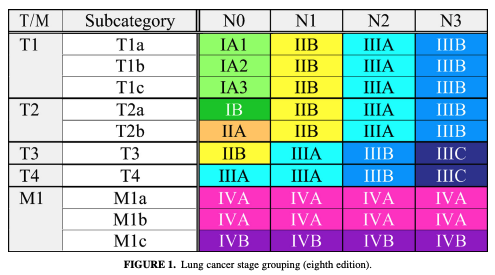 T/M Subcategory N0 N1 N2 N3
T1 T1a IA1 IIB IIIA IIIB
T1b IA2 IIB IIIA IIIB
T1c IA3 IIB IIIA IIIB
T2 T2a IB IIB IIIA IIIB
T2b IIA IIB IIIA IIIB
T3 T3 IIB IIIA IIIB IIIC
T4 T4 IIIA IIIA IIIB IIIC
M1 M1a IVA IVA IVA IVA
M1b IVA IVA IVA IVA
M1c IVB IVB IVB IVB
FIGURE 1. Lung cancer stage grouping (eighth edition).